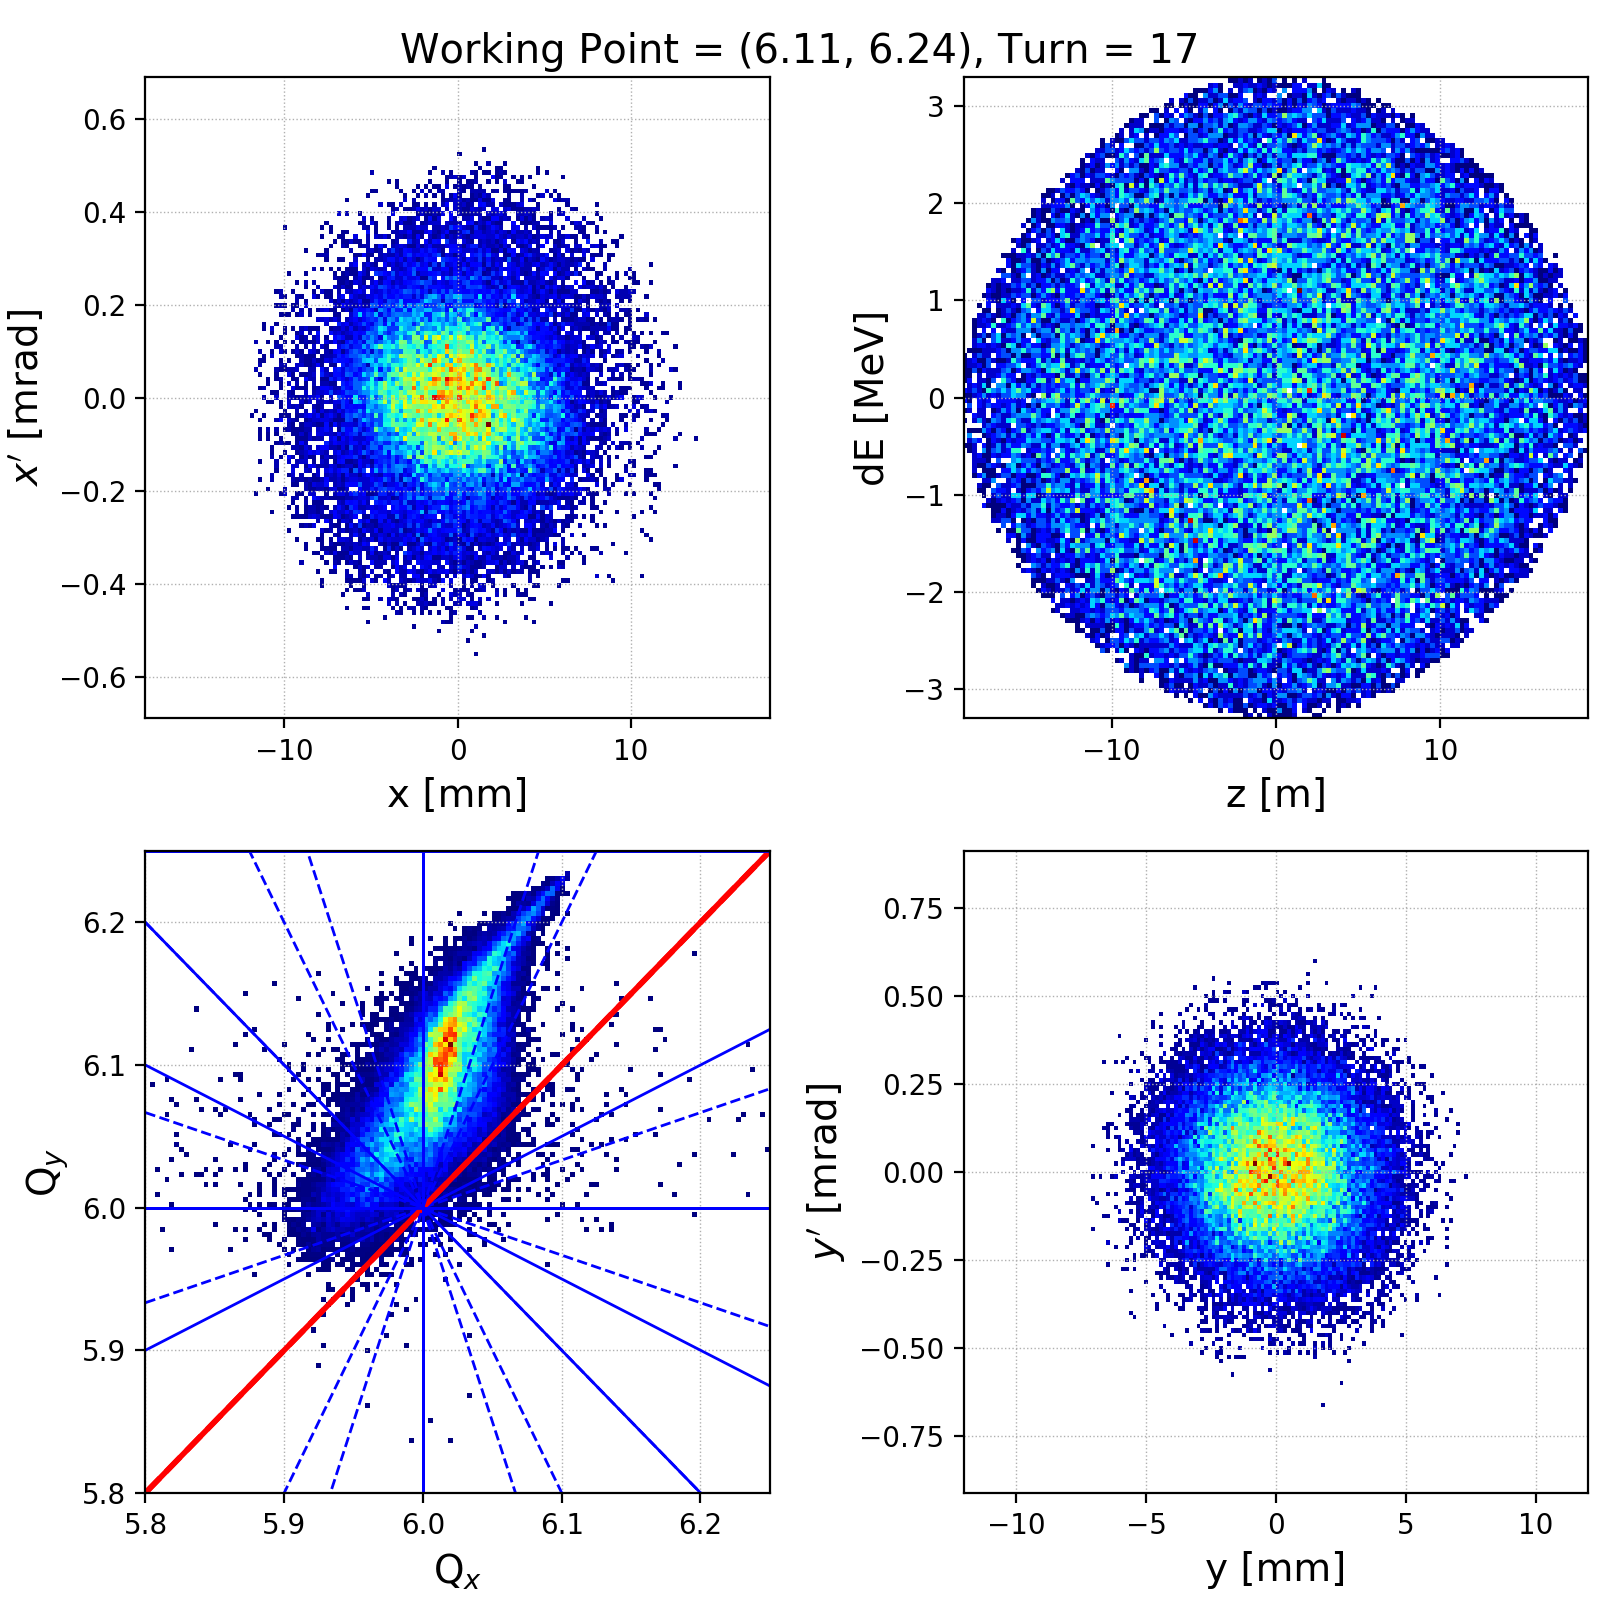 Working Point = (6.11, 6.24), Turn = 17
0.6
0.4
0.2
0.0
−0.2
−0.4
−0.6
x′ [mrad]
−10 0 10
x [mm]
3
2
1
0
−1
−2
−3
dE [MeV]
−10 0 10
z [m]
6.2
6.1
6.0
5.9
5.8
Qy
5.8 5.9 6.0 6.1 6.2
Qx
0.75
0.50
0.25
0.00
−0.25
−0.50
−0.75
y′ [mrad]
−10 −5 0 5 10
y [mm]